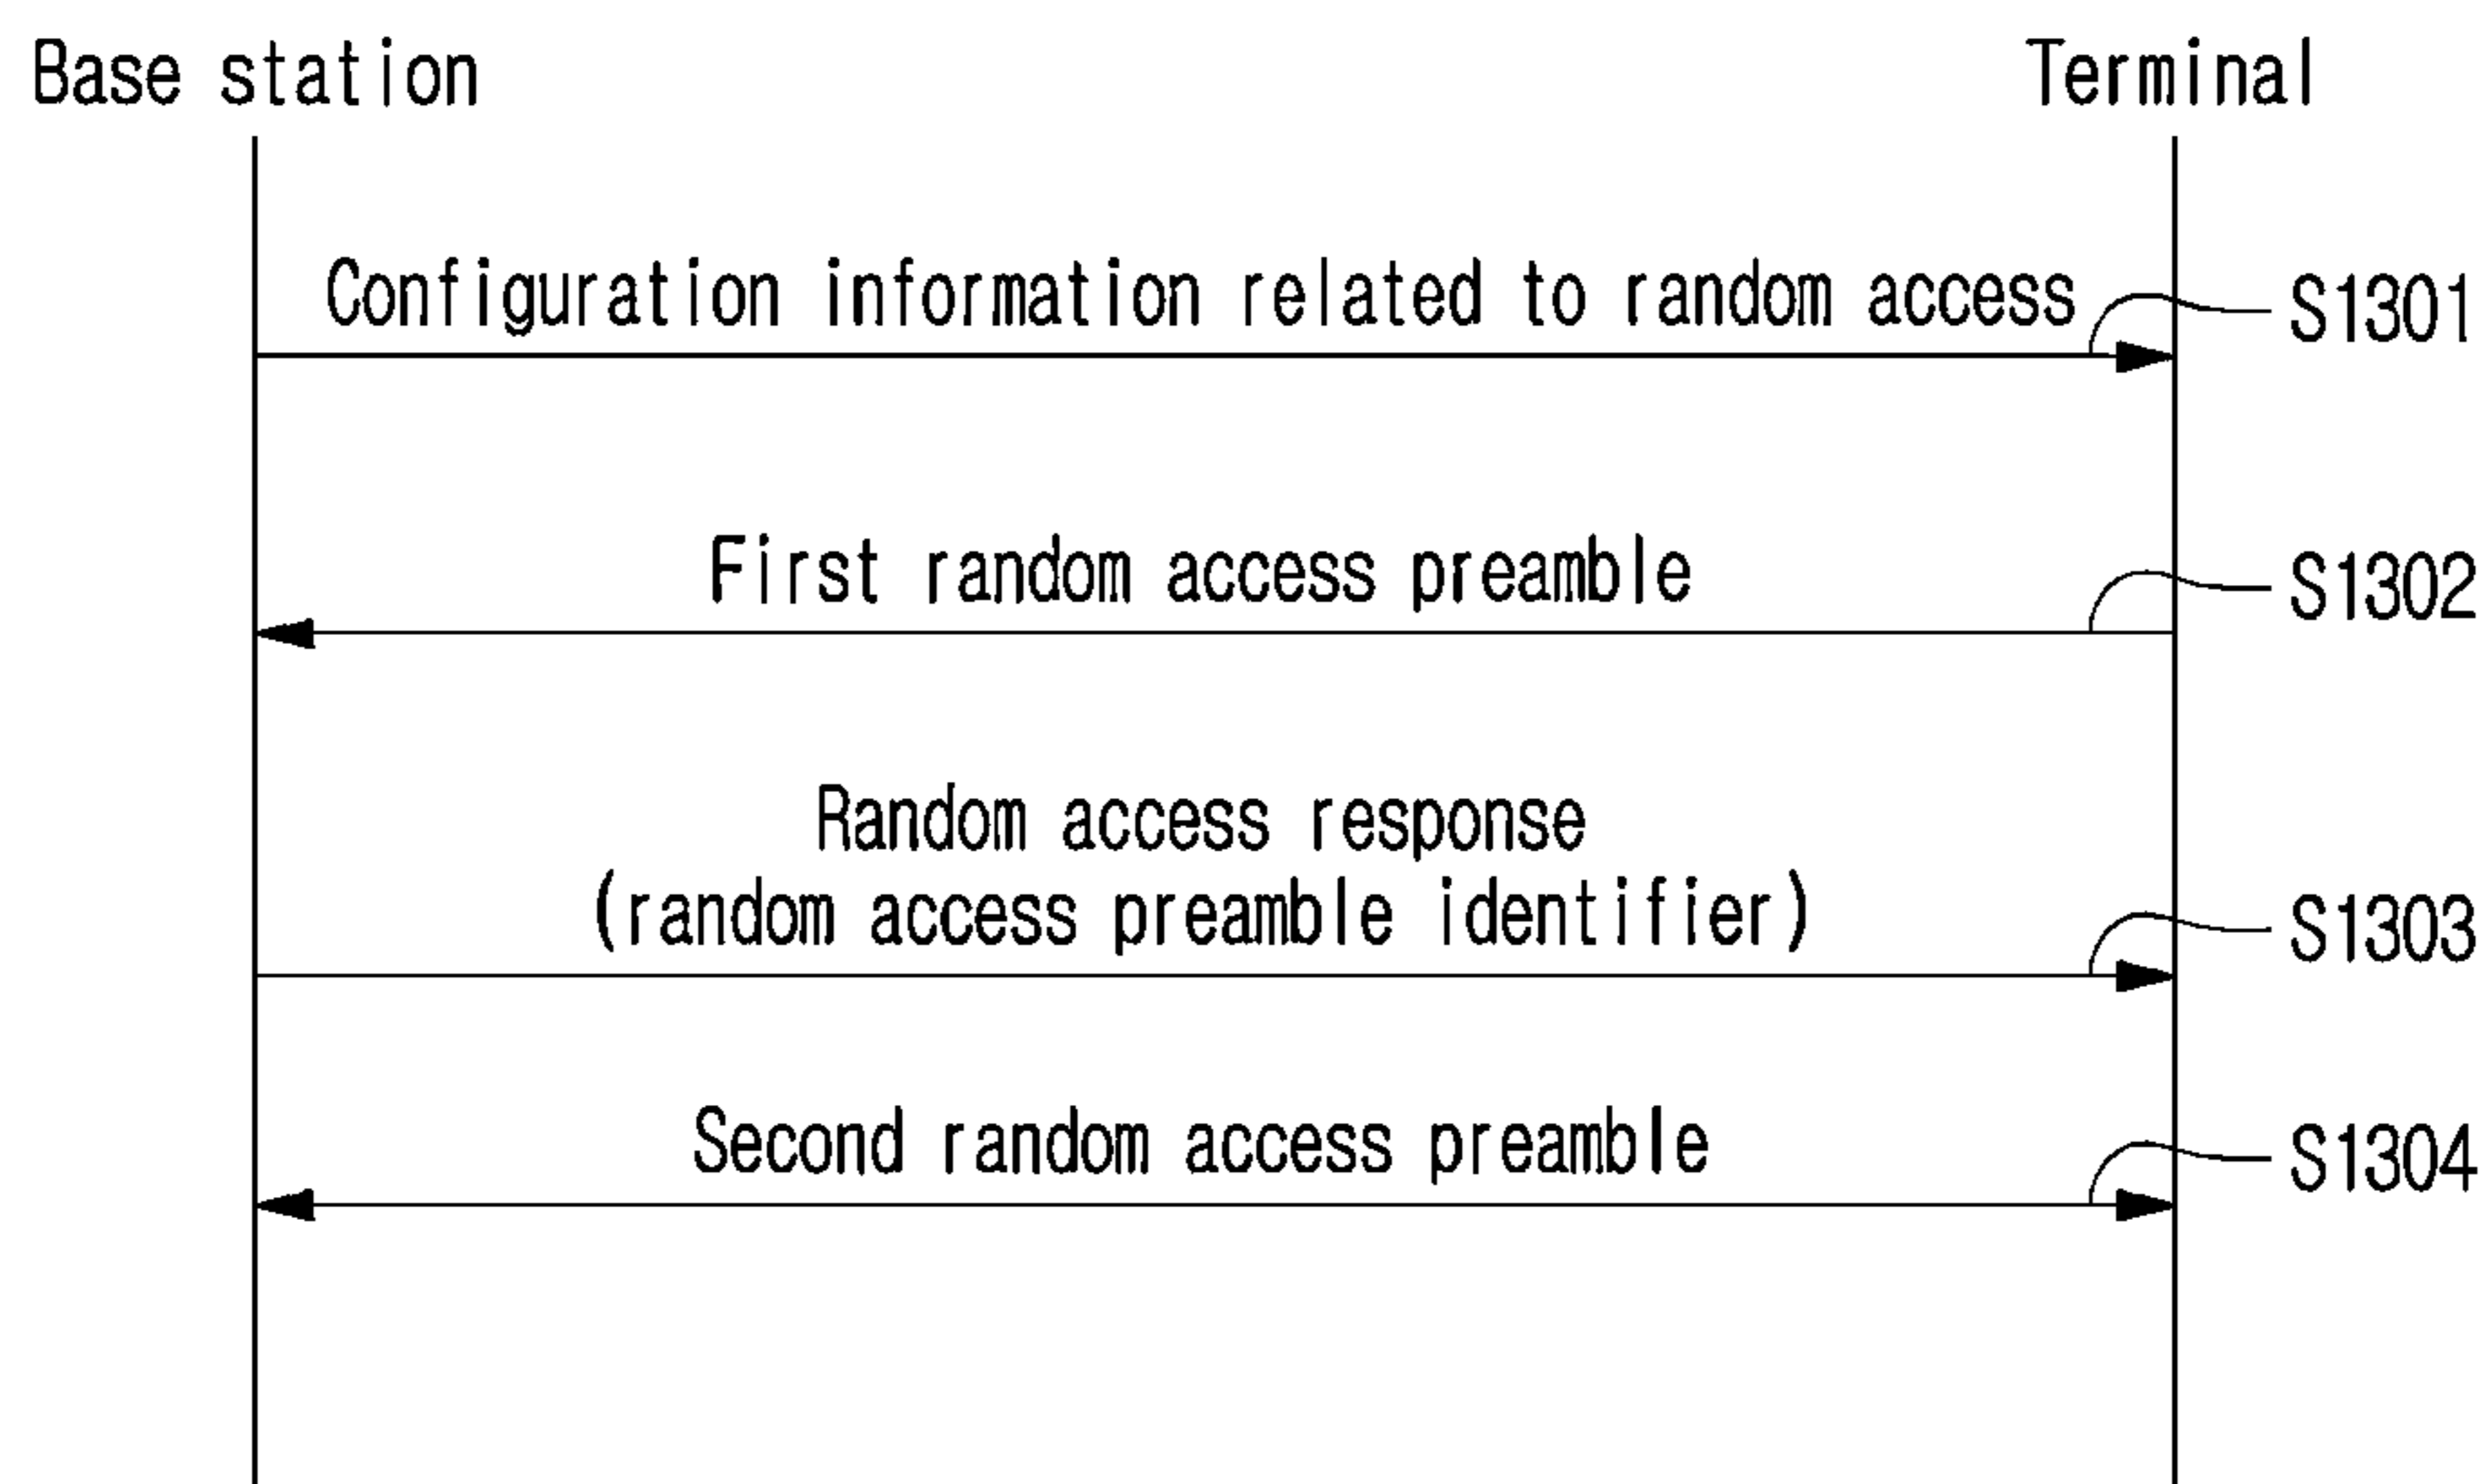 Base station
Terminal
Configuration information related to random access
S1301
First random access preamble
S1302
Random access response
(random access preamble identifier)
S1303
Second random access preamble
S1304